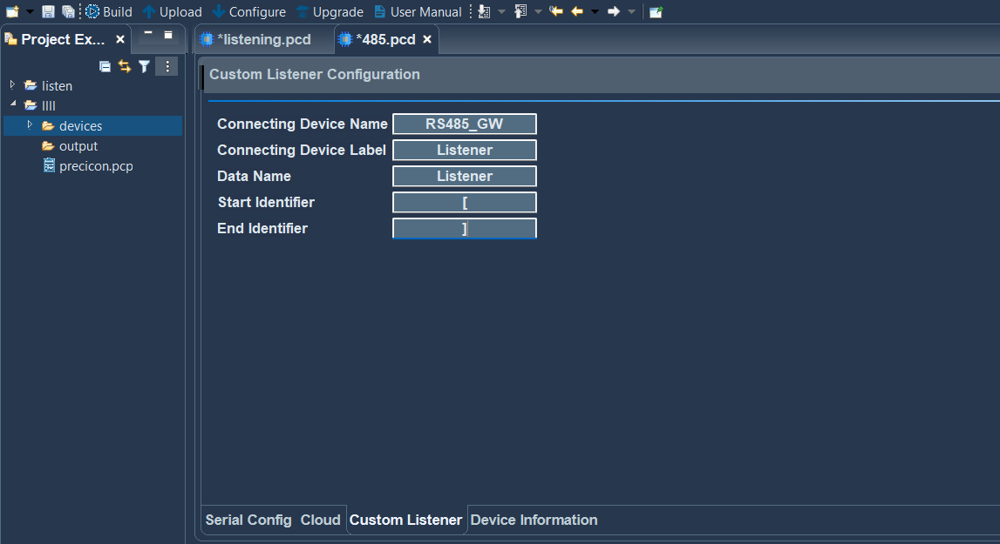 Build Upload Configure Upgrade User Manual
Project Ex...
*listening.pcd *485.pcd
listen
llll
devices
output
precicon.pcp
Custom Listener Configuration
Connecting Device Name RS485_GW
Connecting Device Label Listener
Data Name Listener
Start Identifier [
End Identifier ]
Serial Config Cloud Custom Listener Device Information